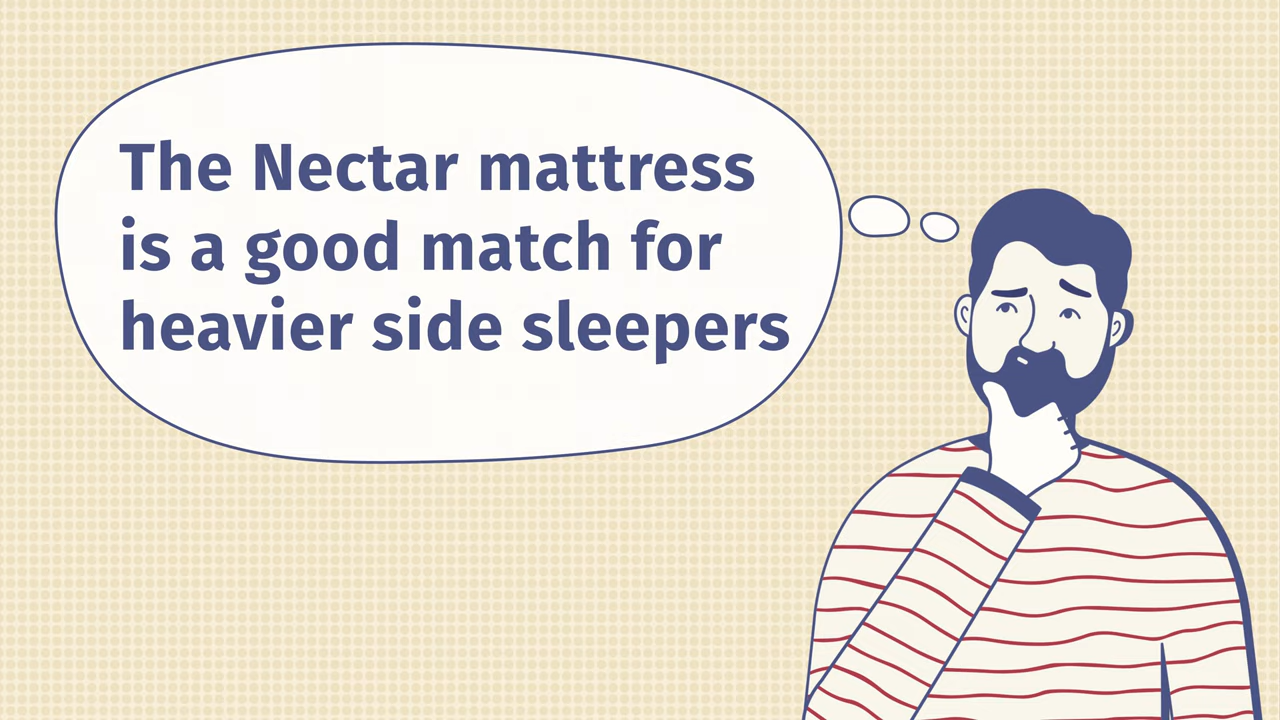 The Nectar mattress
is a good match for
heavier side sleepers